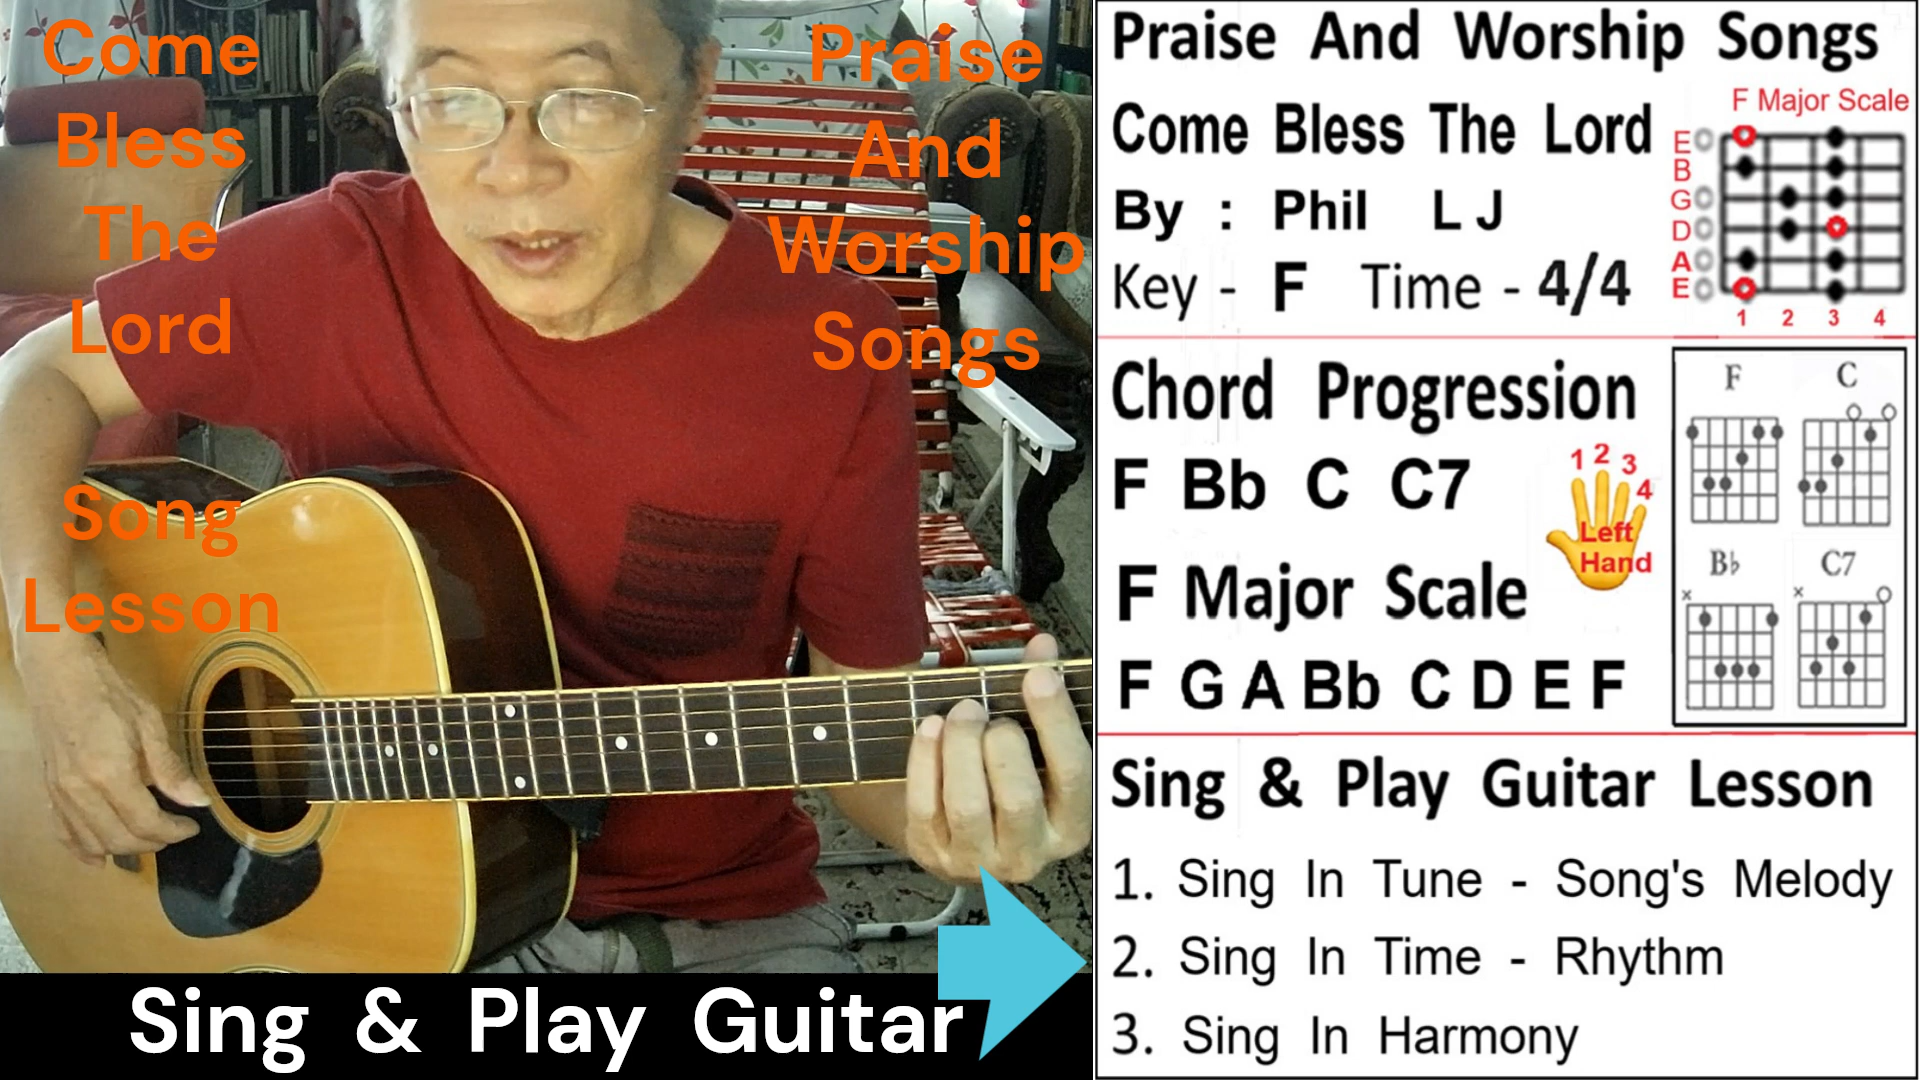 Come
Bless
The
Lord
Song
Lesson
Praise
And
Worship
Songs
Sing & Play Guitar
Praise And Worship Songs
Come Bless The Lord
By : Phil L J
Key - F Time - 4/4
F Major Scale
E
B
G
D
A
E
1 2 3 4
Chord Progression
F Bb C C7
1 2 3 4
Left
Hand
F Major Scale
F G A Bb C D E F
F C
B♭ C7
x x
Sing & Play Guitar Lesson
1. Sing In Tune - Song's Melody
2. Sing In Time - Rhythm
3. Sing In Harmony